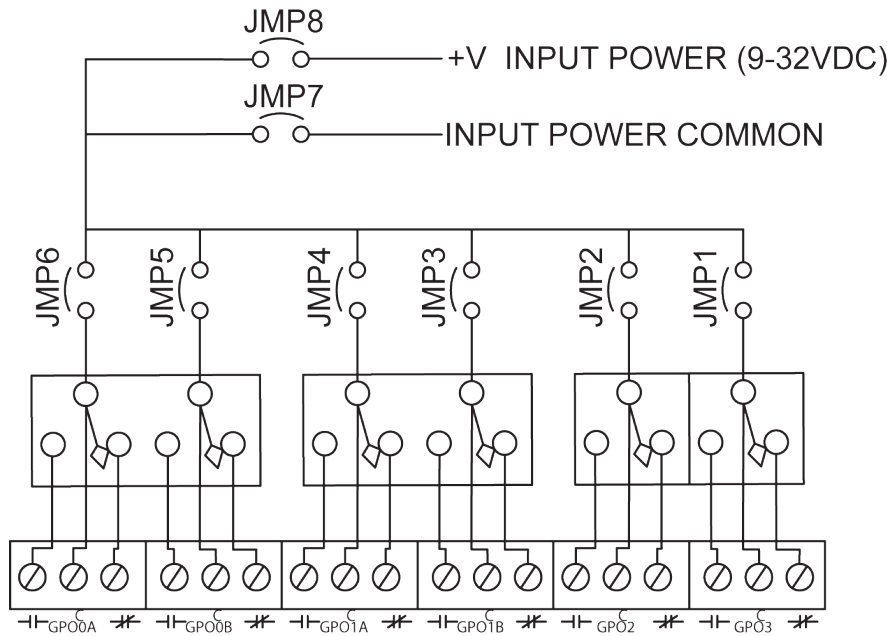 JMP8
+V INPUT POWER (9-32VDC)
JMP7
INPUT POWER COMMON
JMP6
JMP5
JMP4
JMP3
JMP2
JMP1
C
GPO0A
C
GPO0B
C
GPO1A
C
GPO1B
C
GPO2
C
GPO3